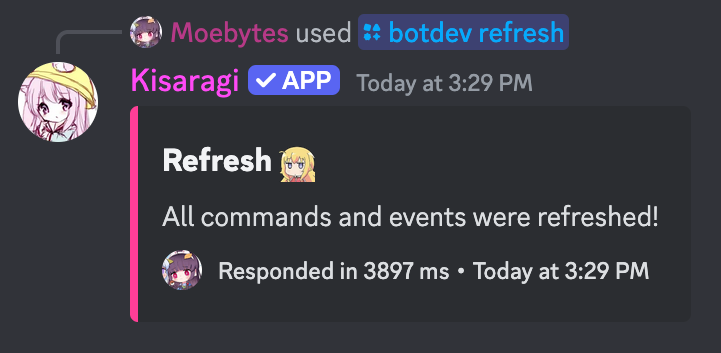 Moebytes used botdev refresh
Kisaragi APP Today at 3:29 PM
Refresh
All commands and events were refreshed!
Responded in 3897 ms • Today at 3:29 PM